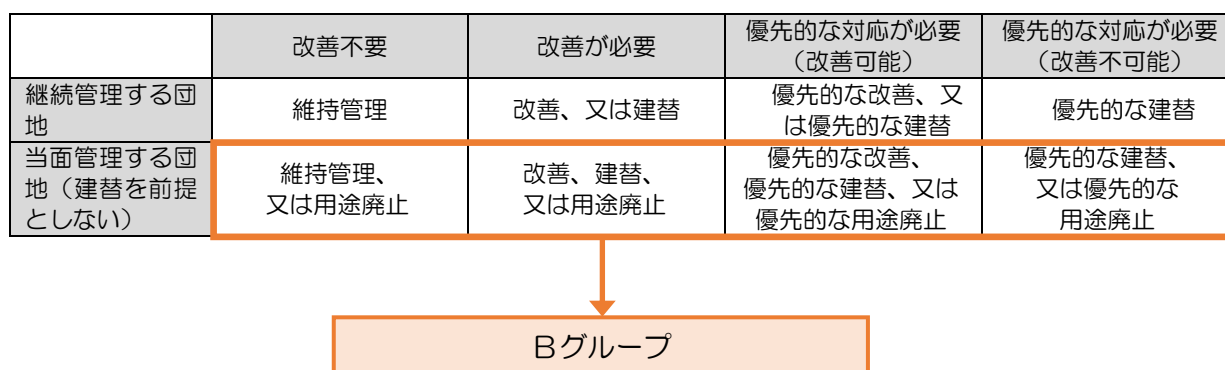 改善不要
改善が必要
優先的な対応が必要
（改善可能）
優先的な対応が必要
（改善不可能）
継続管理する団
地
維持管理
改善、又は建替
優先的な改善、又
は優先的な建替
優先的な建替
当面管理する団
地（建替を前提
としない）
維持管理、
又は用途廃止
改善、建替、
又は用途廃止
優先的な改善、
優先的な建替、又は
優先的な用途廃止
優先的な建替、
又は優先的な
用途廃止
Ｂグループ